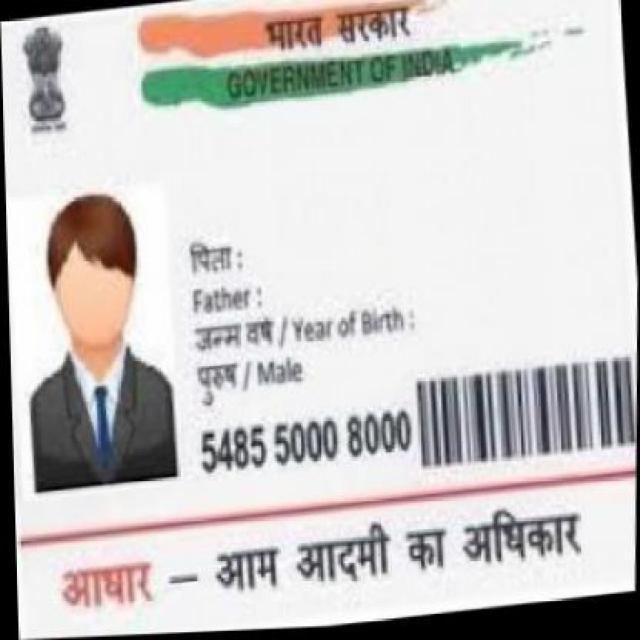 भारत सरकार
GOVERNMENT OF INDIA
पिता :
Father :
जन्म वर्ष / Year of Birth :
पुरुष / Male
5485 5000 8000
आधार – आम आदमी का अधिकार